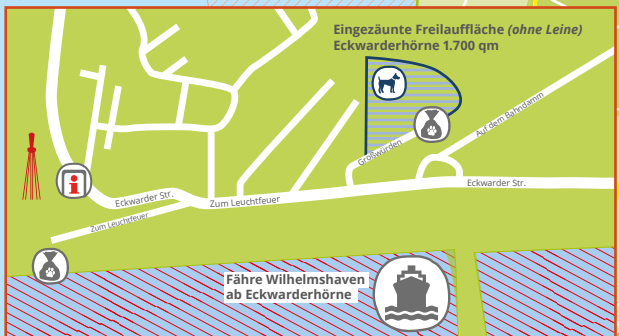 Eingezäunte Freilauffläche (ohne Leine)
Eckwarderhörne 1.700 qm
Auf dem Bahndamm
Großwürden
i
Eckwarder Str.
Eckwarder Str.
Zum Leuchtfeuer
Zum Leuchtfeuer
Fähre Wilhelmshaven
ab Eckwarderhörne